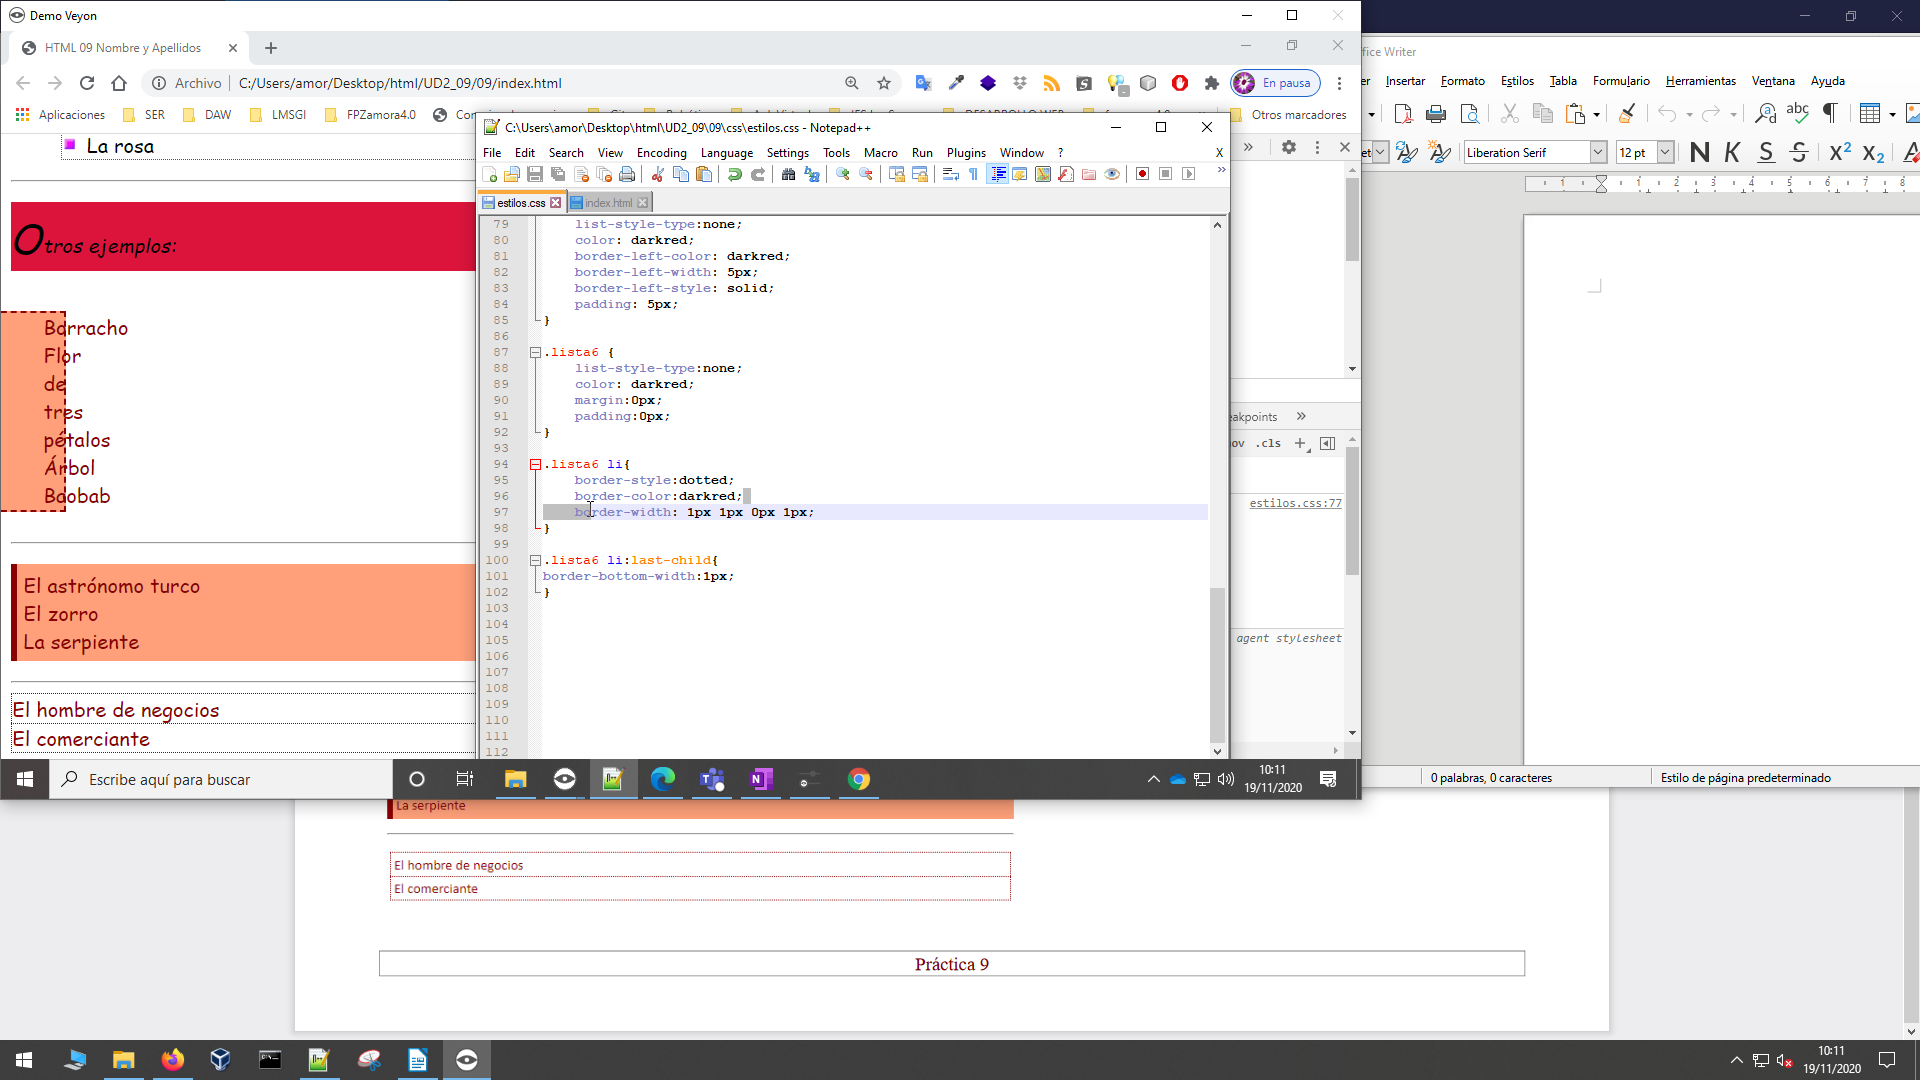 Demo Veyon
HTML 09 Nombre y Apellidos
Archivo
C:/Users/amor/Desktop/html/UD2_09/09/index.html
En pausa
Aplicaciones
SER
DAW
LMSGI
FPZamora4.0
Otros marcadores
La rosa
Otros ejemplos:
Borracho
Flor
de
tres
pétalos
Árbol
Baobab
El astrónomo turco
El zorro
La serpiente
El hombre de negocios
El comerciante
C:\Users\amor\Desktop\html\UD2_09\09\css\estilos.css - Notepad++
File Edit Search View Encoding Language Settings Tools Macro Run Plugins Window ? X
estilos.css
index.html
79 list-style-type:none;
80 color: darkred;
81 border-left-color: darkred;
82 border-left-width: 5px;
83 border-left-style: solid;
84 padding: 5px;
85 }
86
87 .lista6 {
88 list-style-type:none;
89 color: darkred;
90 margin:0px;
91 padding:0px;
92 }
93
94 .lista6 li{
95 border-style:dotted;
96 border-color:darkred;
97 border-width: 1px 1px 0px 1px;
98 }
99
100 .lista6 li:last-child{
101 border-bottom-width:1px;
102 }
103
104
105
106
107
108
109
110
111
112
eakpoints
ov .cls
estilos.css:77
agent stylesheet
Escribe aquí para buscar
10:11
19/11/2020
fice Writer
er Insertar Formato Estilos Tabla Formulario Herramientas Ventana Ayuda
Liberation Serif
12 pt
N K S S X² X₂ A
1 1 2 3 4 5 6 7 8
0 palabras, 0 caracteres
Estilo de página predeterminado
La serpiente
El hombre de negocios
El comerciante
Práctica 9
10:11
19/11/2020